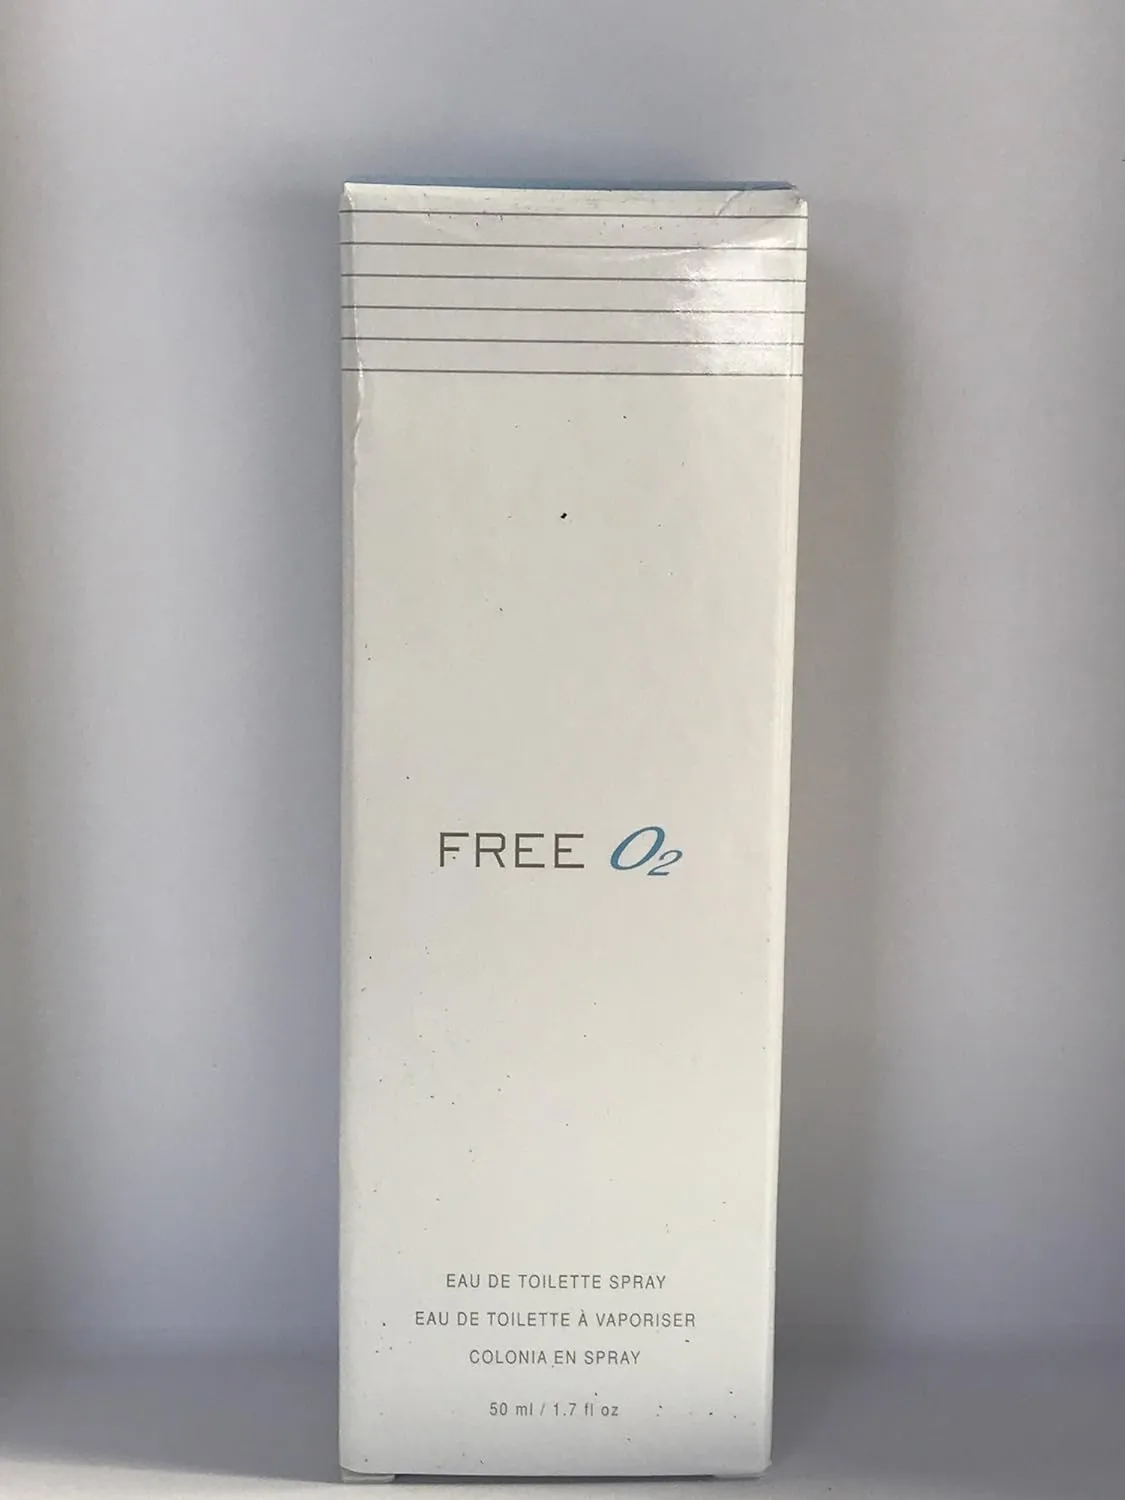 FREE O₂
EAU DE TOILETTE SPRAY
EAU DE TOILETTE À VAPORISER
COLONIA EN SPRAY
50 ml / 1.7 fl oz